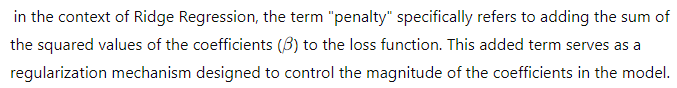 in the context of Ridge Regression, the term "penalty" specifically refers to adding the sum of
the squared values of the coefficients (β) to the loss function. This added term serves as a
regularization mechanism designed to control the magnitude of the coefficients in the model.